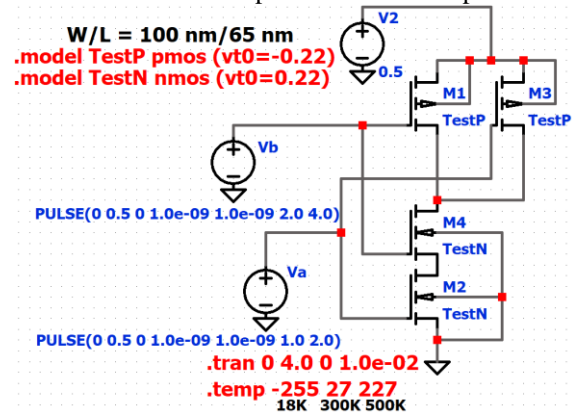 W/L = 100 nm/65 nm
.model TestP pmos (vt0=-0.22)
.model TestN nmos (vt0=0.22)
V2
0.5
M1
TestP
M3
TestP
Vb
PULSE(0 0.5 0 1.0e-09 1.0e-09 2.0 4.0)
M4
TestN
Va
M2
TestN
PULSE(0 0.5 0 1.0e-09 1.0e-09 1.0 2.0)
.tran 0 4.0 0 1.0e-02
.temp -255 27 227
18K 300K 500K